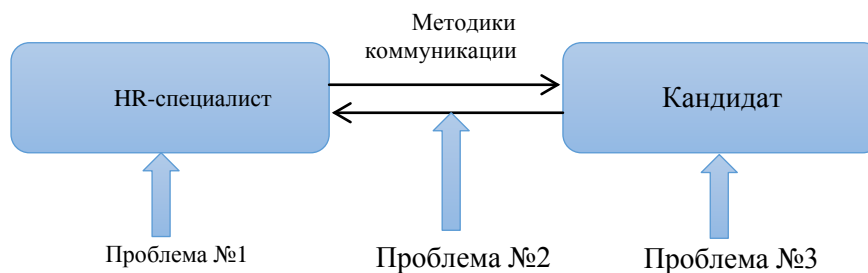 Методики
коммуникации
HR-специалист
Кандидат
Проблема №1
Проблема №2
Проблема №3